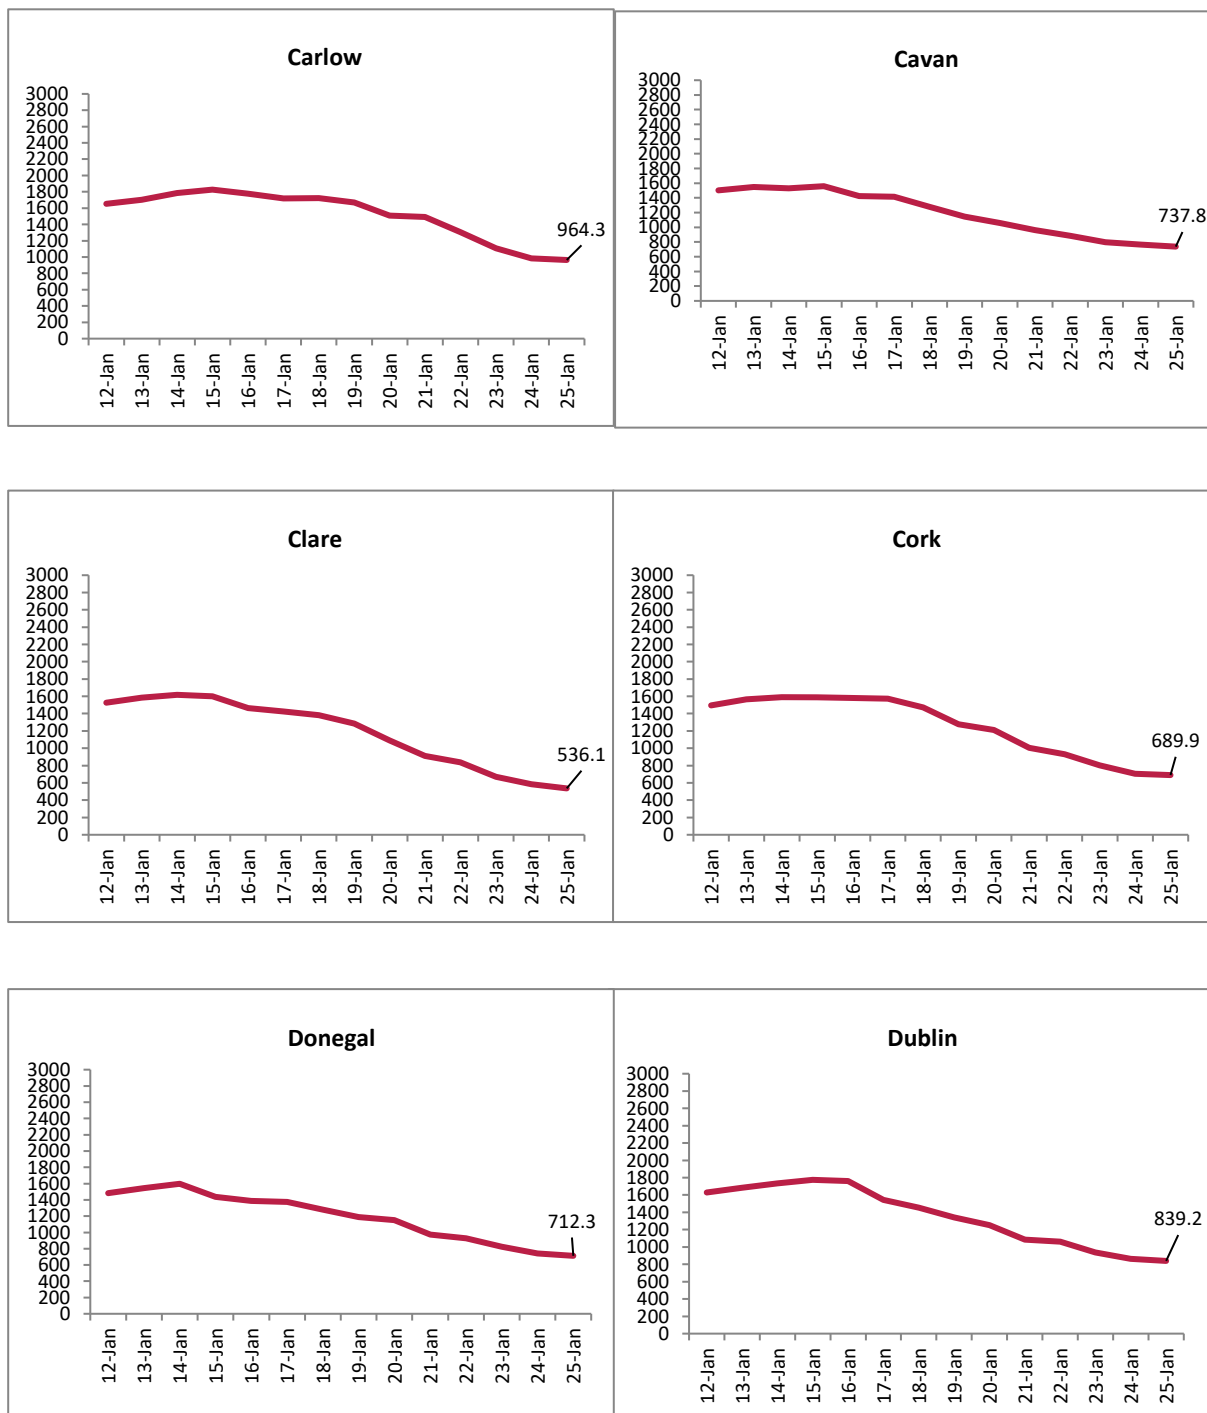 Carlow
3000
2800
2600
2400
2200
2000
1800
1600
1400
1200
1000
800
600
400
200
0
964.3
12-Jan
13-Jan
14-Jan
15-Jan
16-Jan
17-Jan
18-Jan
19-Jan
20-Jan
21-Jan
22-Jan
23-Jan
24-Jan
25-Jan
Cavan
3000
2800
2600
2400
2200
2000
1800
1600
1400
1200
1000
800
600
400
200
0
737.8
12-Jan
13-Jan
14-Jan
15-Jan
16-Jan
17-Jan
18-Jan
19-Jan
20-Jan
21-Jan
22-Jan
23-Jan
24-Jan
25-Jan
Clare
3000
2800
2600
2400
2200
2000
1800
1600
1400
1200
1000
800
600
400
200
0
536.1
12-Jan
13-Jan
14-Jan
15-Jan
16-Jan
17-Jan
18-Jan
19-Jan
20-Jan
21-Jan
22-Jan
23-Jan
24-Jan
25-Jan
Cork
3000
2800
2600
2400
2200
2000
1800
1600
1400
1200
1000
800
600
400
200
0
689.9
12-Jan
13-Jan
14-Jan
15-Jan
16-Jan
17-Jan
18-Jan
19-Jan
20-Jan
21-Jan
22-Jan
23-Jan
24-Jan
25-Jan
Donegal
3000
2800
2600
2400
2200
2000
1800
1600
1400
1200
1000
800
600
400
200
0
712.3
12-Jan
13-Jan
14-Jan
15-Jan
16-Jan
17-Jan
18-Jan
19-Jan
20-Jan
21-Jan
22-Jan
23-Jan
24-Jan
25-Jan
Dublin
3000
2800
2600
2400
2200
2000
1800
1600
1400
1200
1000
800
600
400
200
0
839.2
12-Jan
13-Jan
14-Jan
15-Jan
16-Jan
17-Jan
18-Jan
19-Jan
20-Jan
21-Jan
22-Jan
23-Jan
24-Jan
25-Jan